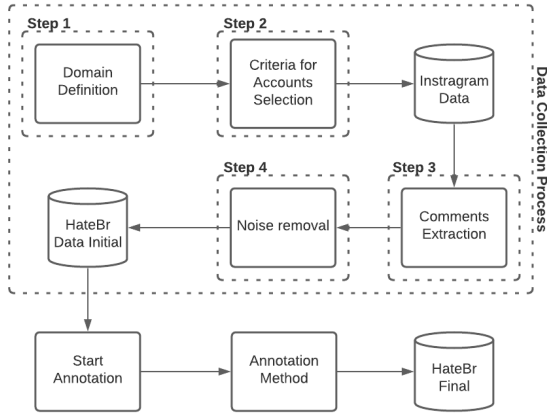 Step 1
Step 2
Domain
Definition
Criteria for
Accounts
Selection
Instragram
Data
Data Collection Process
Step 4
Step 3
HateBr
Data Initial
Noise removal
Comments
Extraction
Start
Annotation
Annotation
Method
HateBr
Final